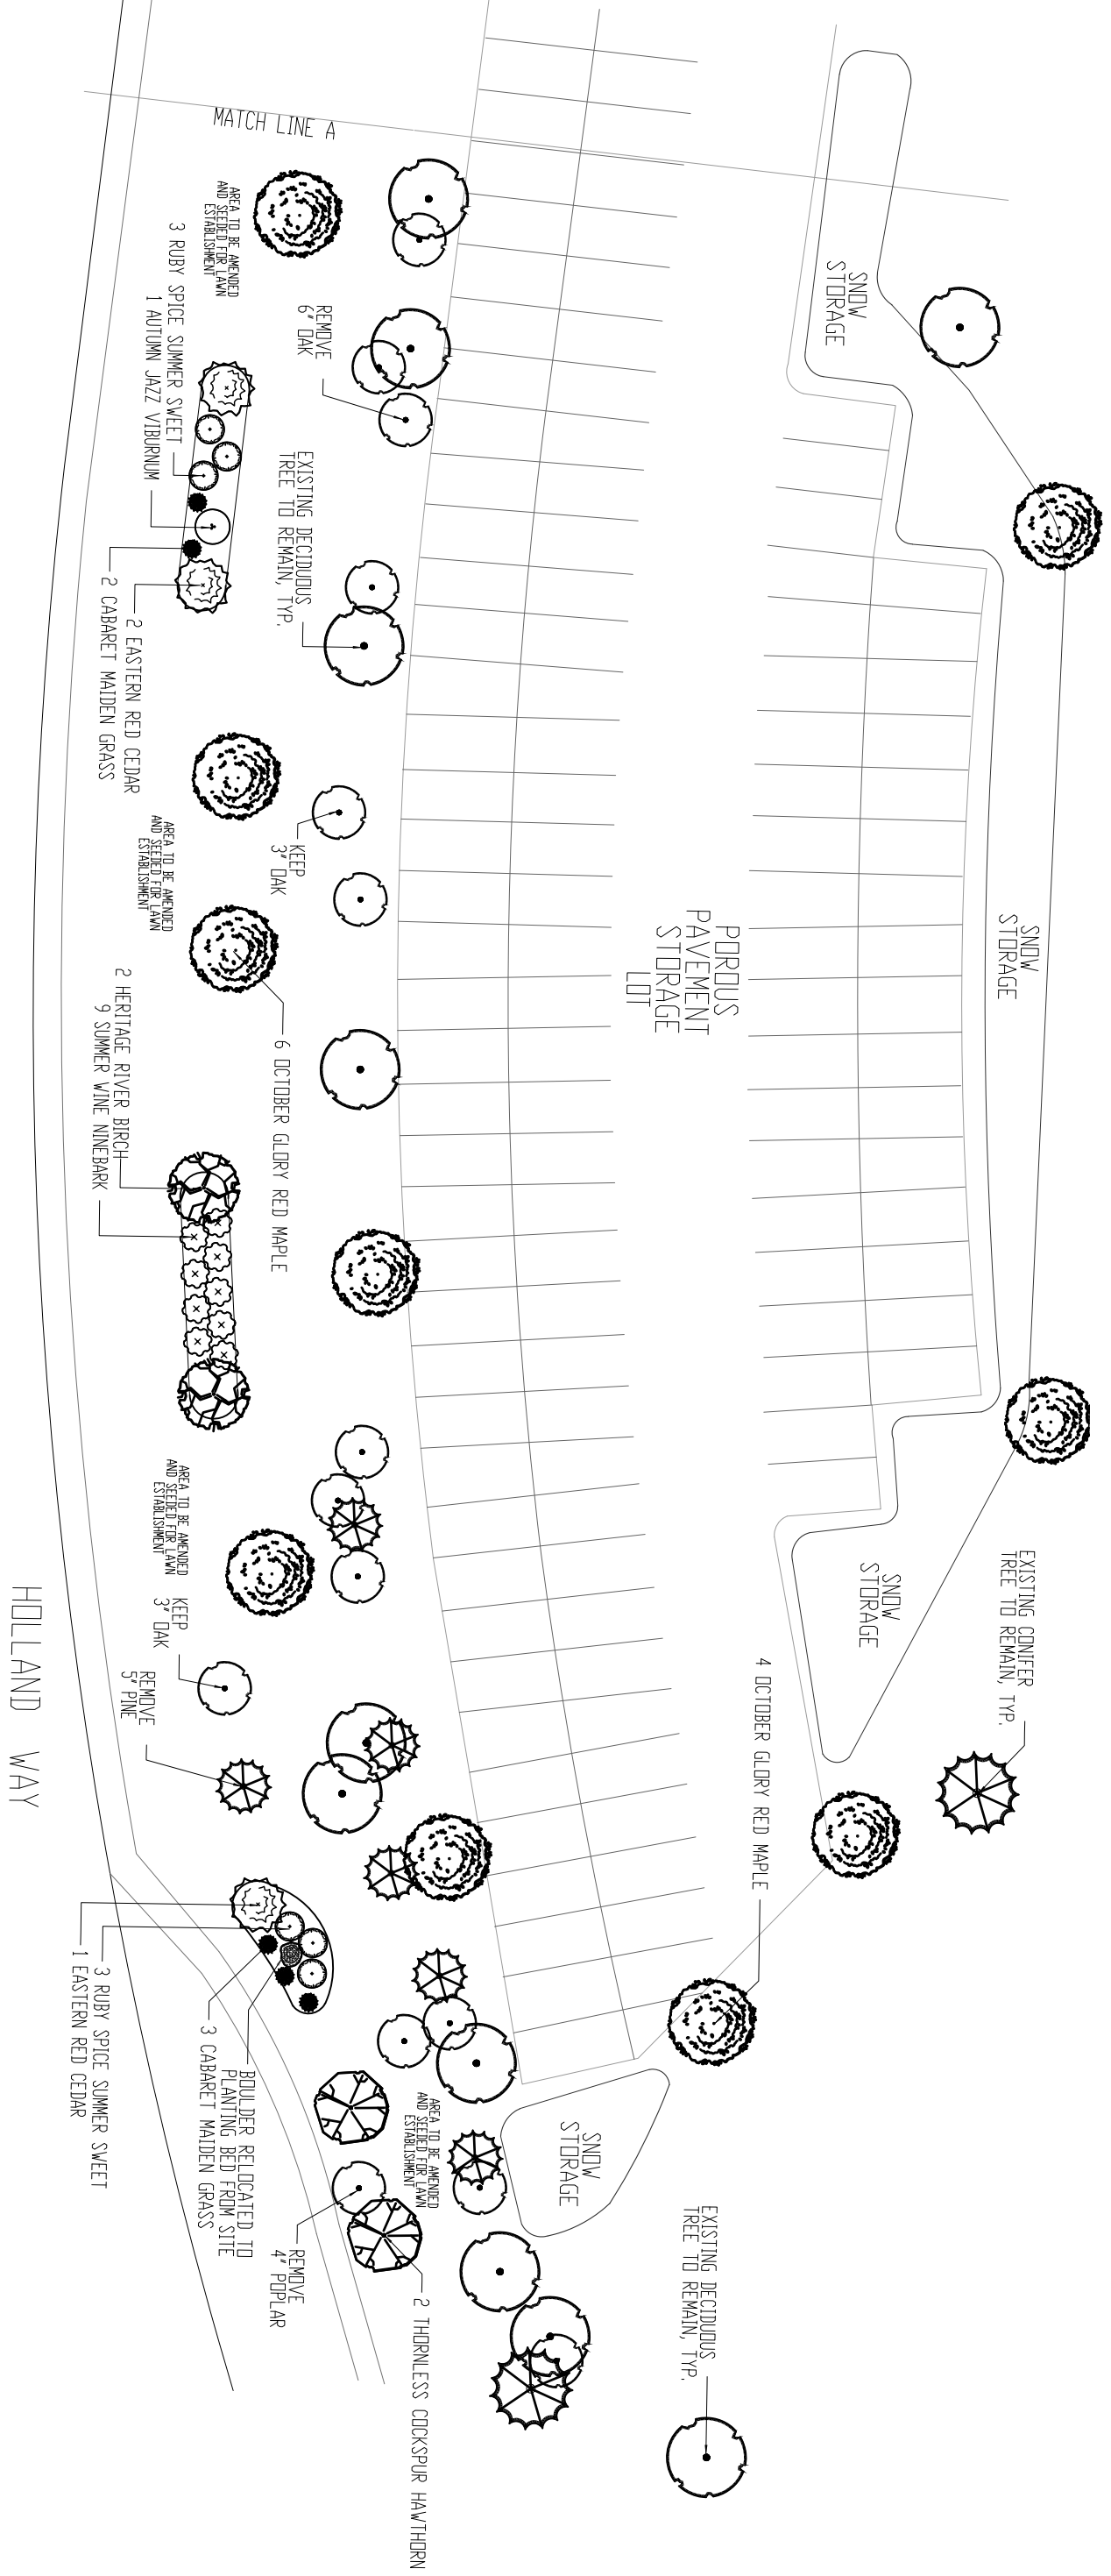 MATCH LINE A
AREA TO BE AMENDED
AND SEEDED FOR LAWN
ESTABLISHMENT
3 RUBY SPICE SUMMER SWEET
1 AUTUMN JAZZ VIBURNUM
REMOVE
6" OAK
SNOW
STORAGE
EXISTING DECIDUOUS
TREE TO REMAIN, TYP.
2 EASTERN RED CEDAR
2 CABARET MAIDEN GRASS
KEEP
3" OAK
AREA TO BE AMENDED
AND SEEDED FOR LAWN
ESTABLISHMENT
POROUS
PAVEMENT
STORAGE
LOT
SNOW
STORAGE
6 OCTOBER GLORY RED MAPLE
2 HERITAGE RIVER BIRCH
9 SUMMER WINE NINEBARK
AREA TO BE AMENDED
AND SEEDED FOR LAWN
ESTABLISHMENT
KEEP
3" OAK
REMOVE
5" PINE
HOLLAND WAY
SNOW
STORAGE
EXISTING CONIFER
TREE TO REMAIN, TYP.
4 OCTOBER GLORY RED MAPLE
3 RUBY SPICE SUMMER SWEET
1 EASTERN RED CEDAR
BOULDER RELOCATED TO
PLANTING BED FROM SITE
3 CABARET MAIDEN GRASS
AREA TO BE AMENDED
AND SEEDED FOR LAWN
ESTABLISHMENT
SNOW
STORAGE
REMOVE
4" POPLAR
2 THORNLESS COCKSPUR HAWTHORN
EXISTING DECIDUOUS
TREE TO REMAIN, TYP.